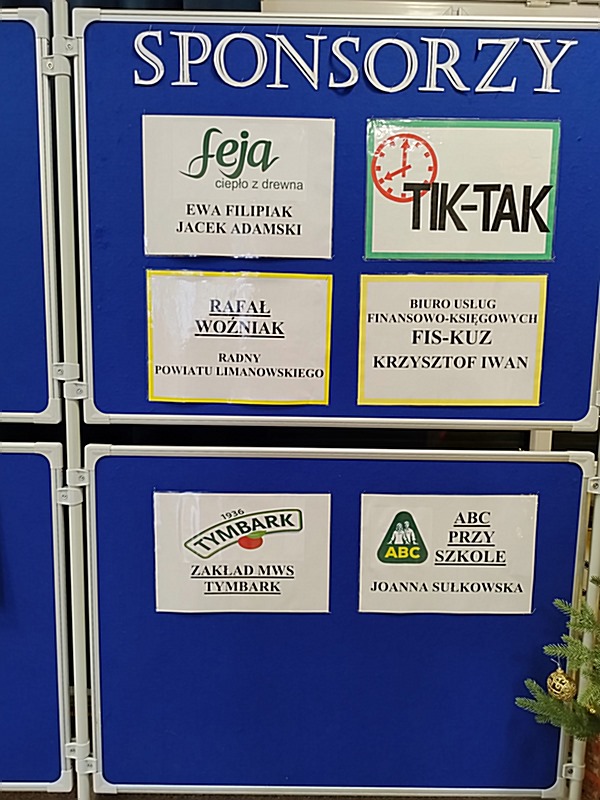 SPONSORZY
feja
ciepło z drewna
EWA FILIPIAK
JACEK ADAMSKI
TIK-TAK
RAFAŁ
WOŹNIAK
RADNY
POWIATU LIMANOWSKIEGO
BIURO USŁUG
FINANSOWO-KSIĘGOWYCH
FIS-KUZ
KRZYSZTOF IWAN
1936
TYMBARK
ZAKŁAD MWS
TYMBARK
ABC
ABC
PRZY
SZKOLE
JOANNA SUŁKOWSKA